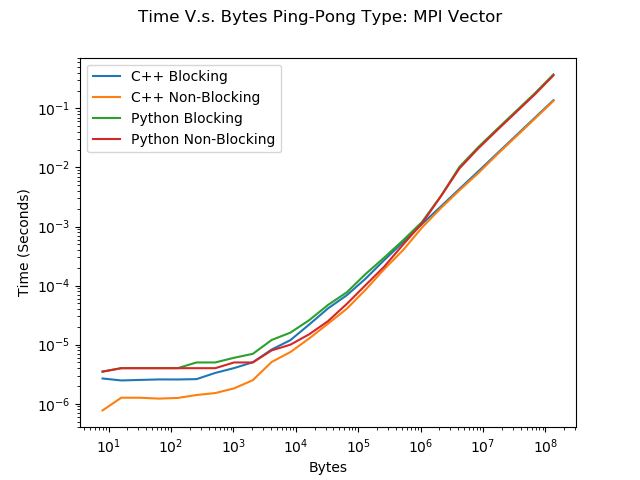 Time V.s. Bytes Ping-Pong Type: MPI Vector
C++ Blocking
C++ Non-Blocking
Python Blocking
Python Non-Blocking
Time (Seconds)
10⁻¹
10⁻²
10⁻³
10⁻⁴
10⁻⁵
10⁻⁶
10¹ 10² 10³ 10⁴ 10⁵ 10⁶ 10⁷ 10⁸
Bytes